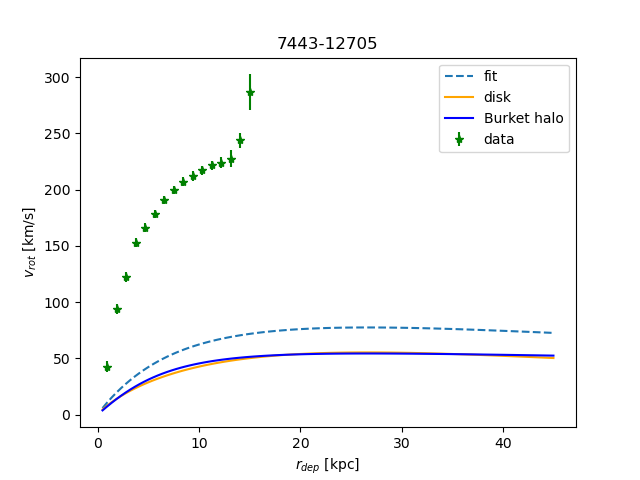 7443-12705
300
250
200
150
100
50
0
v_rot [km/s]
fit
disk
Burket halo
data
0 10 20 30 40
r_dep [kpc]